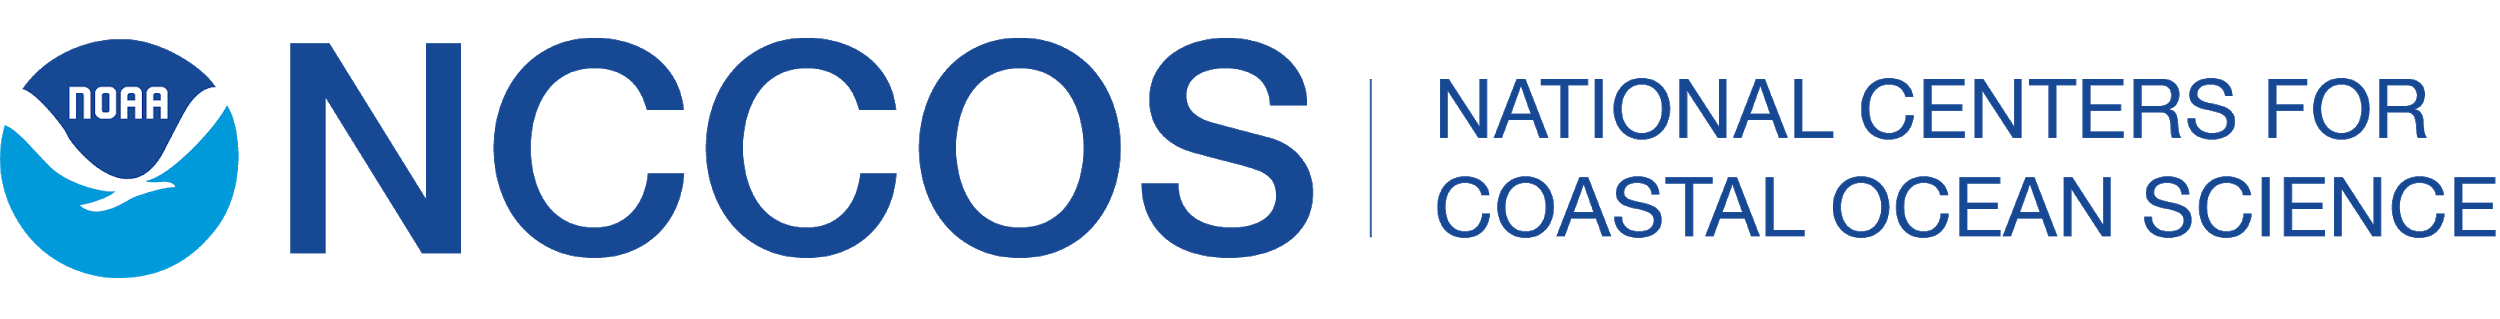 NOAA
NCCOS
NATIONAL CENTERS FOR
COASTAL OCEAN SCIENCE